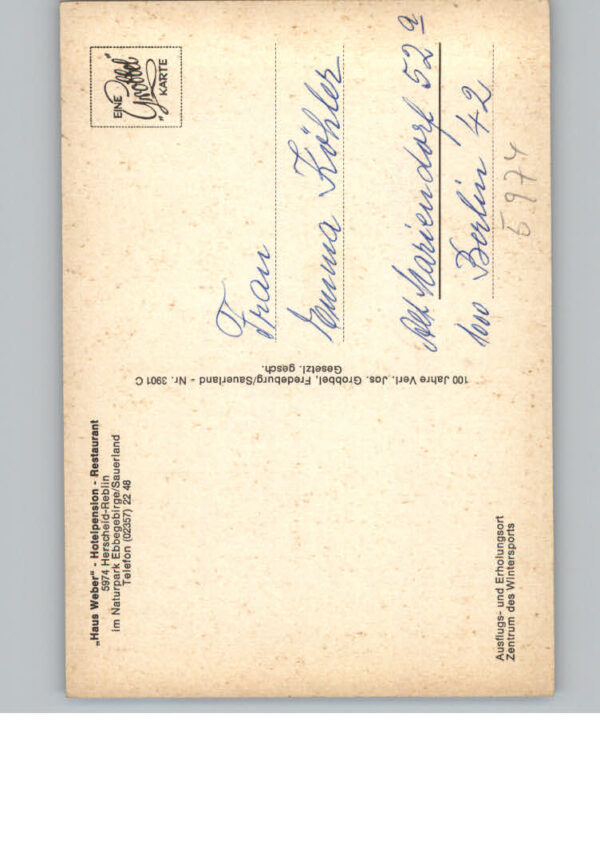 „Haus Weber" - Hotelpension - Restaurant
5974 Herscheid-Reblin
im Naturpark Ebbegebirge/Sauerland
Telefon (02357) 22 48
EINE
„Grobbel"
KARTE
100 Jahre Verl. Jos. Grobbel, Fredeburg/Sauerland - Nr. 3901 C
Gesetzl. gesch.
Frau
Emma Köhler
Alt Mariendorf 52 a
1000 Berlin 42
5974
Ausflugs- und Erholungsort
Zentrum des Wintersports